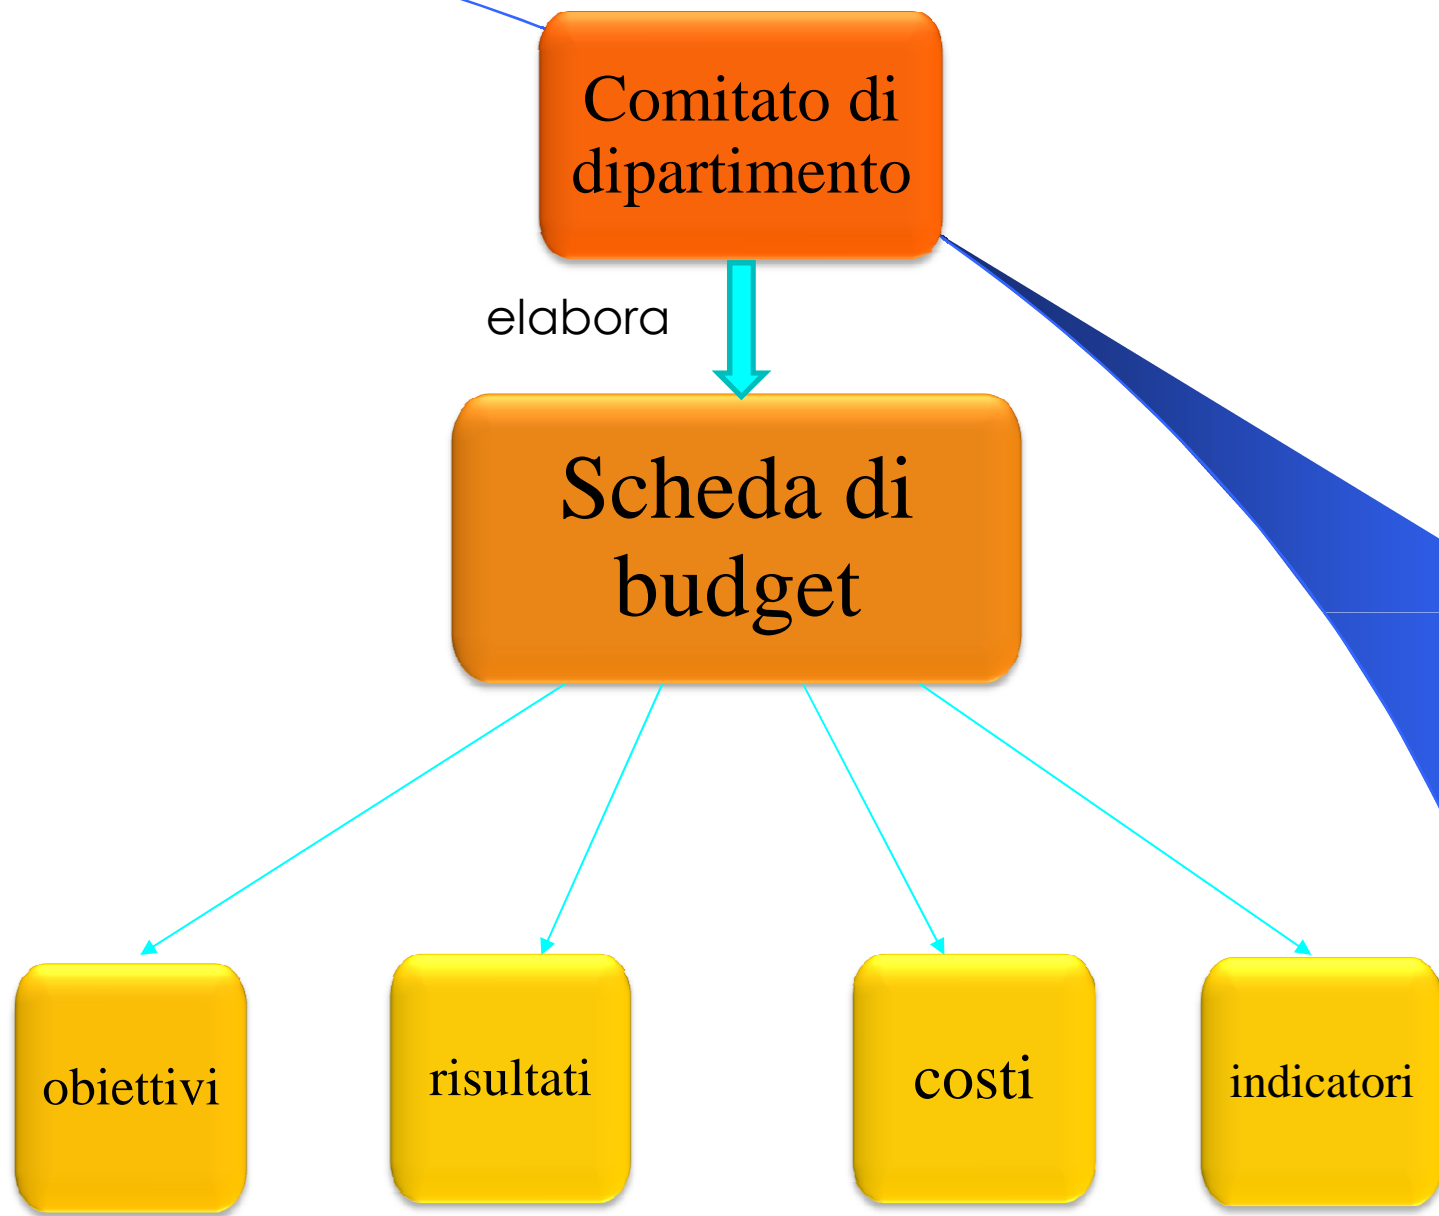 Comitato di
dipartimento
elabora
Scheda di
budget
obiettivi
risultati
costi
indicatori